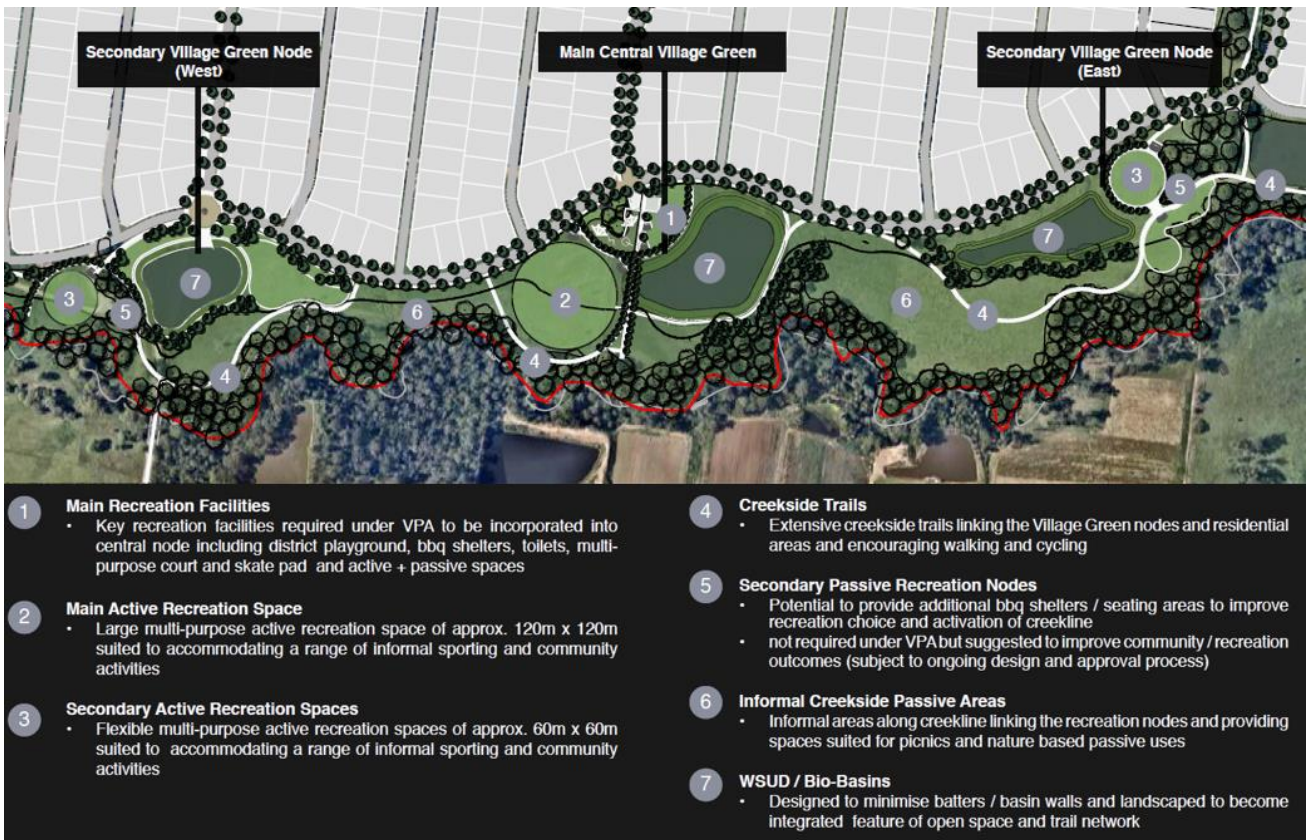 Secondary Village Green Node
(West)
Main Central Village Green
Secondary Village Green Node
(East)
3
5
4
1
7
7
3
5
7
6
2
6
4
4
4
1
Main Recreation Facilities
• Key recreation facilities required under VPA to be incorporated into
central node including district playground, bbq shelters, toilets, multi-
purpose court and skate pad and active + passive spaces
2
Main Active Recreation Space
• Large multi-purpose active recreation space of approx. 120m x 120m
suited to accommodating a range of informal sporting and community
activities
3
Secondary Active Recreation Spaces
• Flexible multi-purpose active recreation spaces of approx. 60m x 60m
suited to accommodating a range of informal sporting and community
activities
4
Creekside Trails
• Extensive creekside trails linking the Village Green nodes and residential
areas and encouraging walking and cycling
5
Secondary Passive Recreation Nodes
• Potential to provide additional bbq shelters / seating areas to improve
recreation choice and activation of creekline
• not required under VPA but suggested to improve community / recreation
outcomes (subject to ongoing design and approval process)
6
Informal Creekside Passive Areas
• Informal areas along creekline linking the recreation nodes and providing
spaces suited for picnics and nature based passive uses
7
WSUD / Bio-Basins
• Designed to minimise batters / basin walls and landscaped to become
integrated feature of open space and trail network